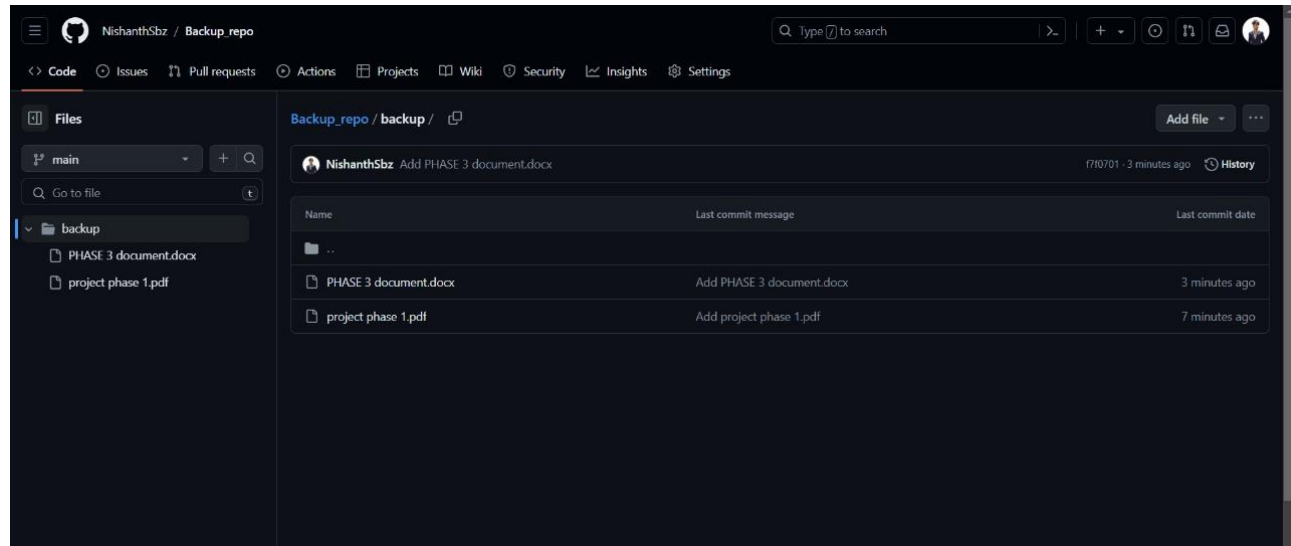 NishanthSbz / Backup_repo
Type / to search
Code Issues Pull requests Actions Projects Wiki Security Insights Settings
Files
main
Go to file
t
backup
PHASE 3 document.docx
project phase 1.pdf
Backup_repo / backup /
Add file
NishanthSbz Add PHASE 3 document.docx
f7f0701 · 3 minutes ago History
Name Last commit message Last commit date
..
PHASE 3 document.docx Add PHASE 3 document.docx 3 minutes ago
project phase 1.pdf Add project phase 1.pdf 7 minutes ago